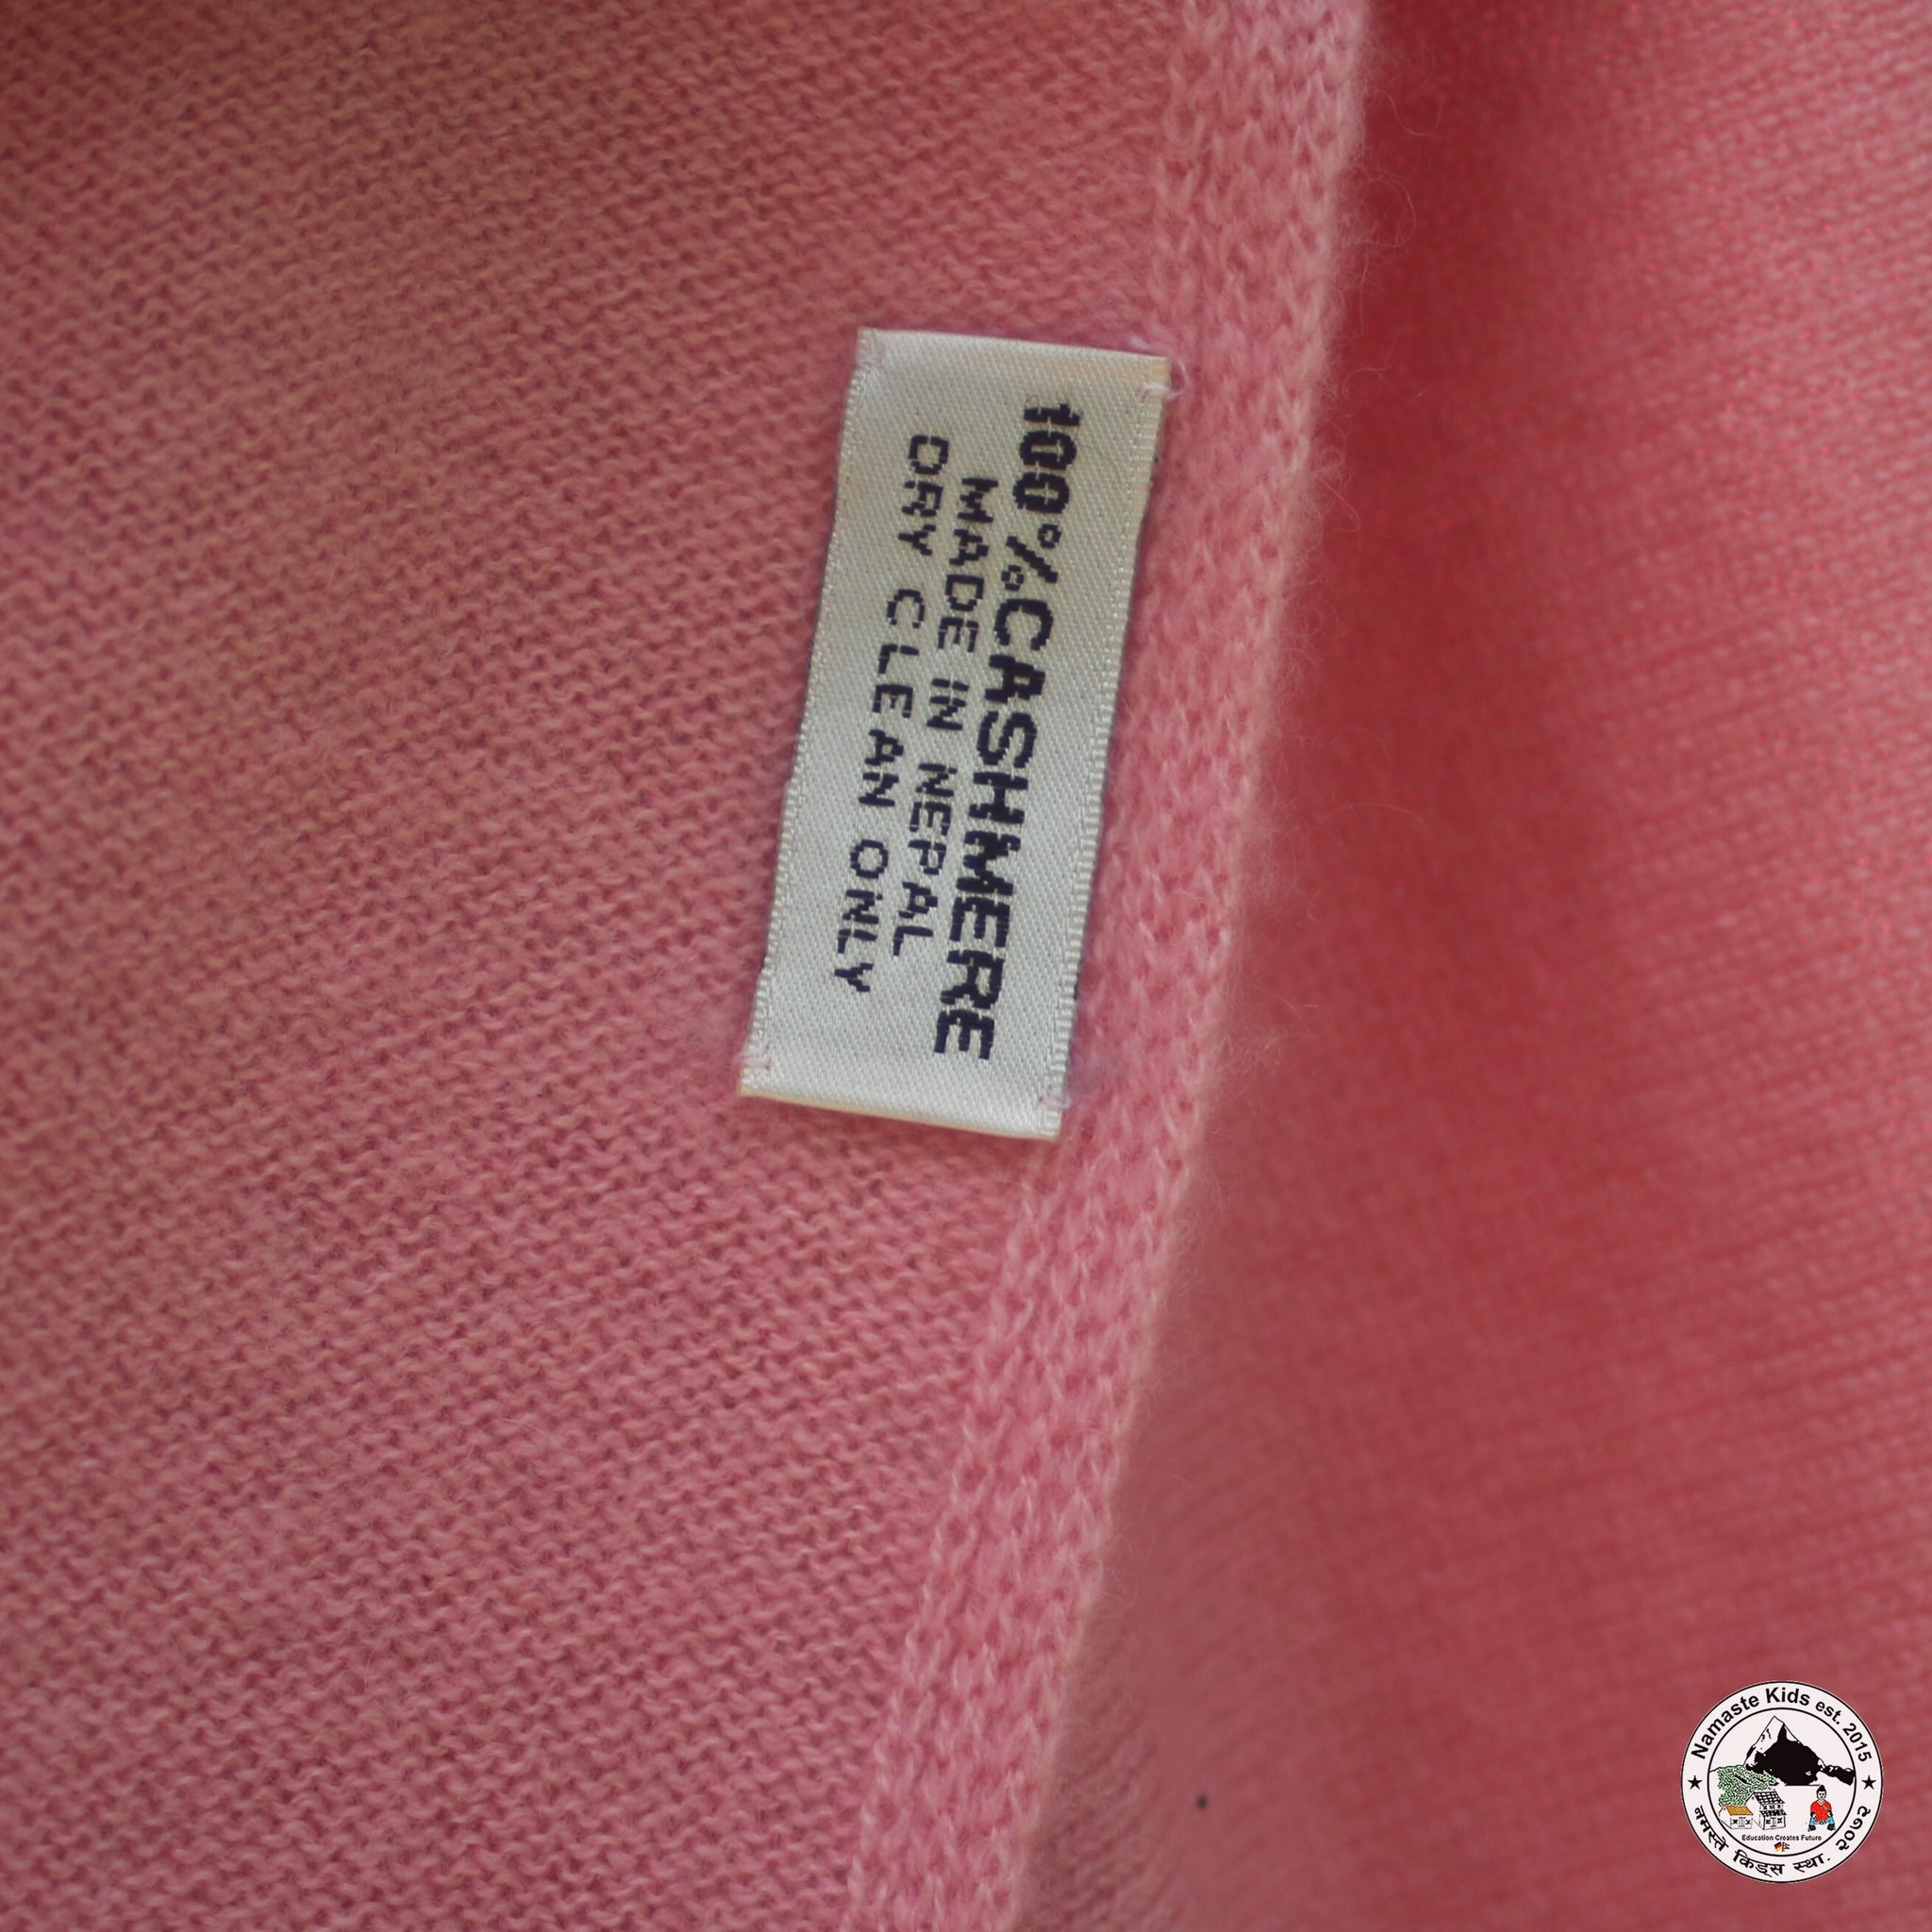 100%CASHMERE
MADE IN NEPAL
DRY CLEAN ONLY
Namaste Kids est. 2015
Education Creates Future
नमस्ते किड्स स्था. २०७२